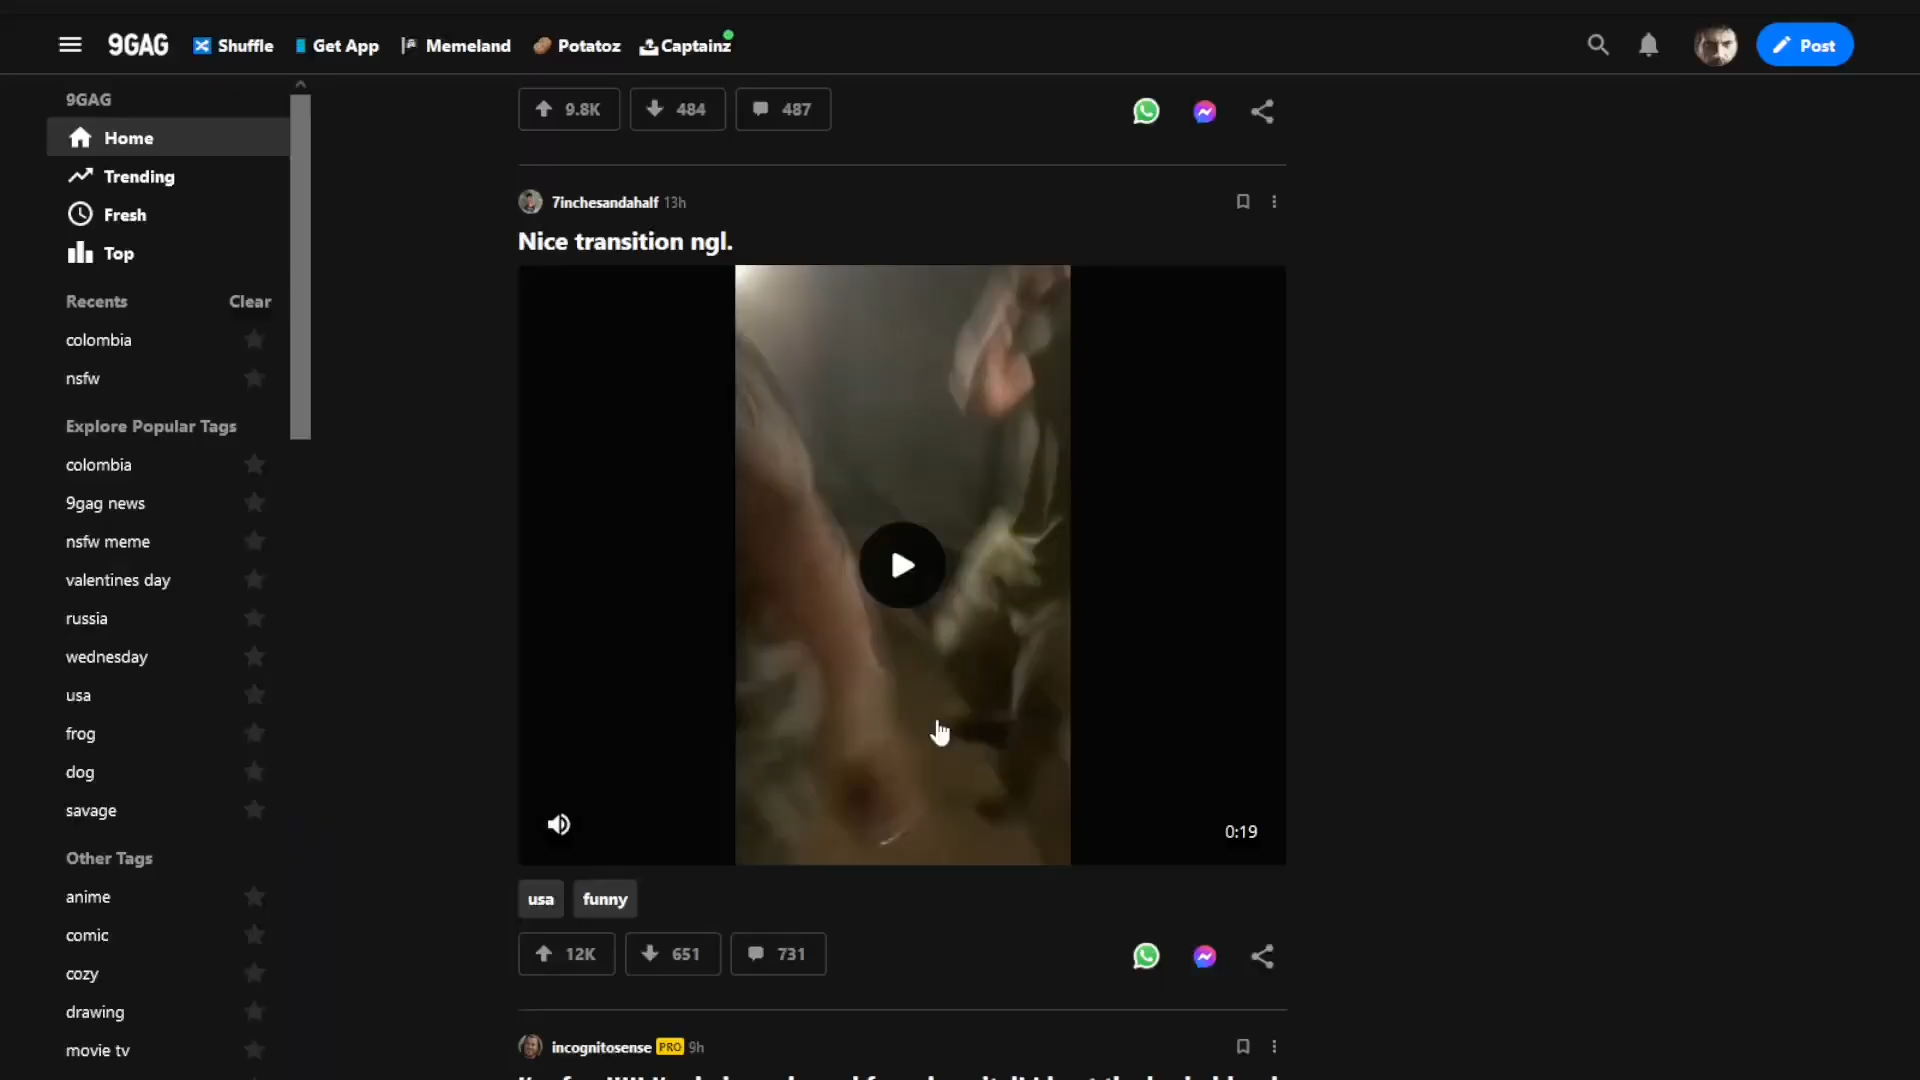 9GAG
Shuffle
Get App
Memeland
Potatoz
Captainz
Post
9GAG
Home
Trending
Fresh
Top
Recents
Clear
colombia
nsfw
Explore Popular Tags
colombia
9gag news
nsfw meme
valentines day
russia
wednesday
usa
frog
dog
savage
Other Tags
anime
comic
cozy
drawing
movie tv
9.8K
484
487
7inchesandahalf 13h
Nice transition ngl.
0:19
usa
funny
12K
651
731
incognitosense PRO 9h